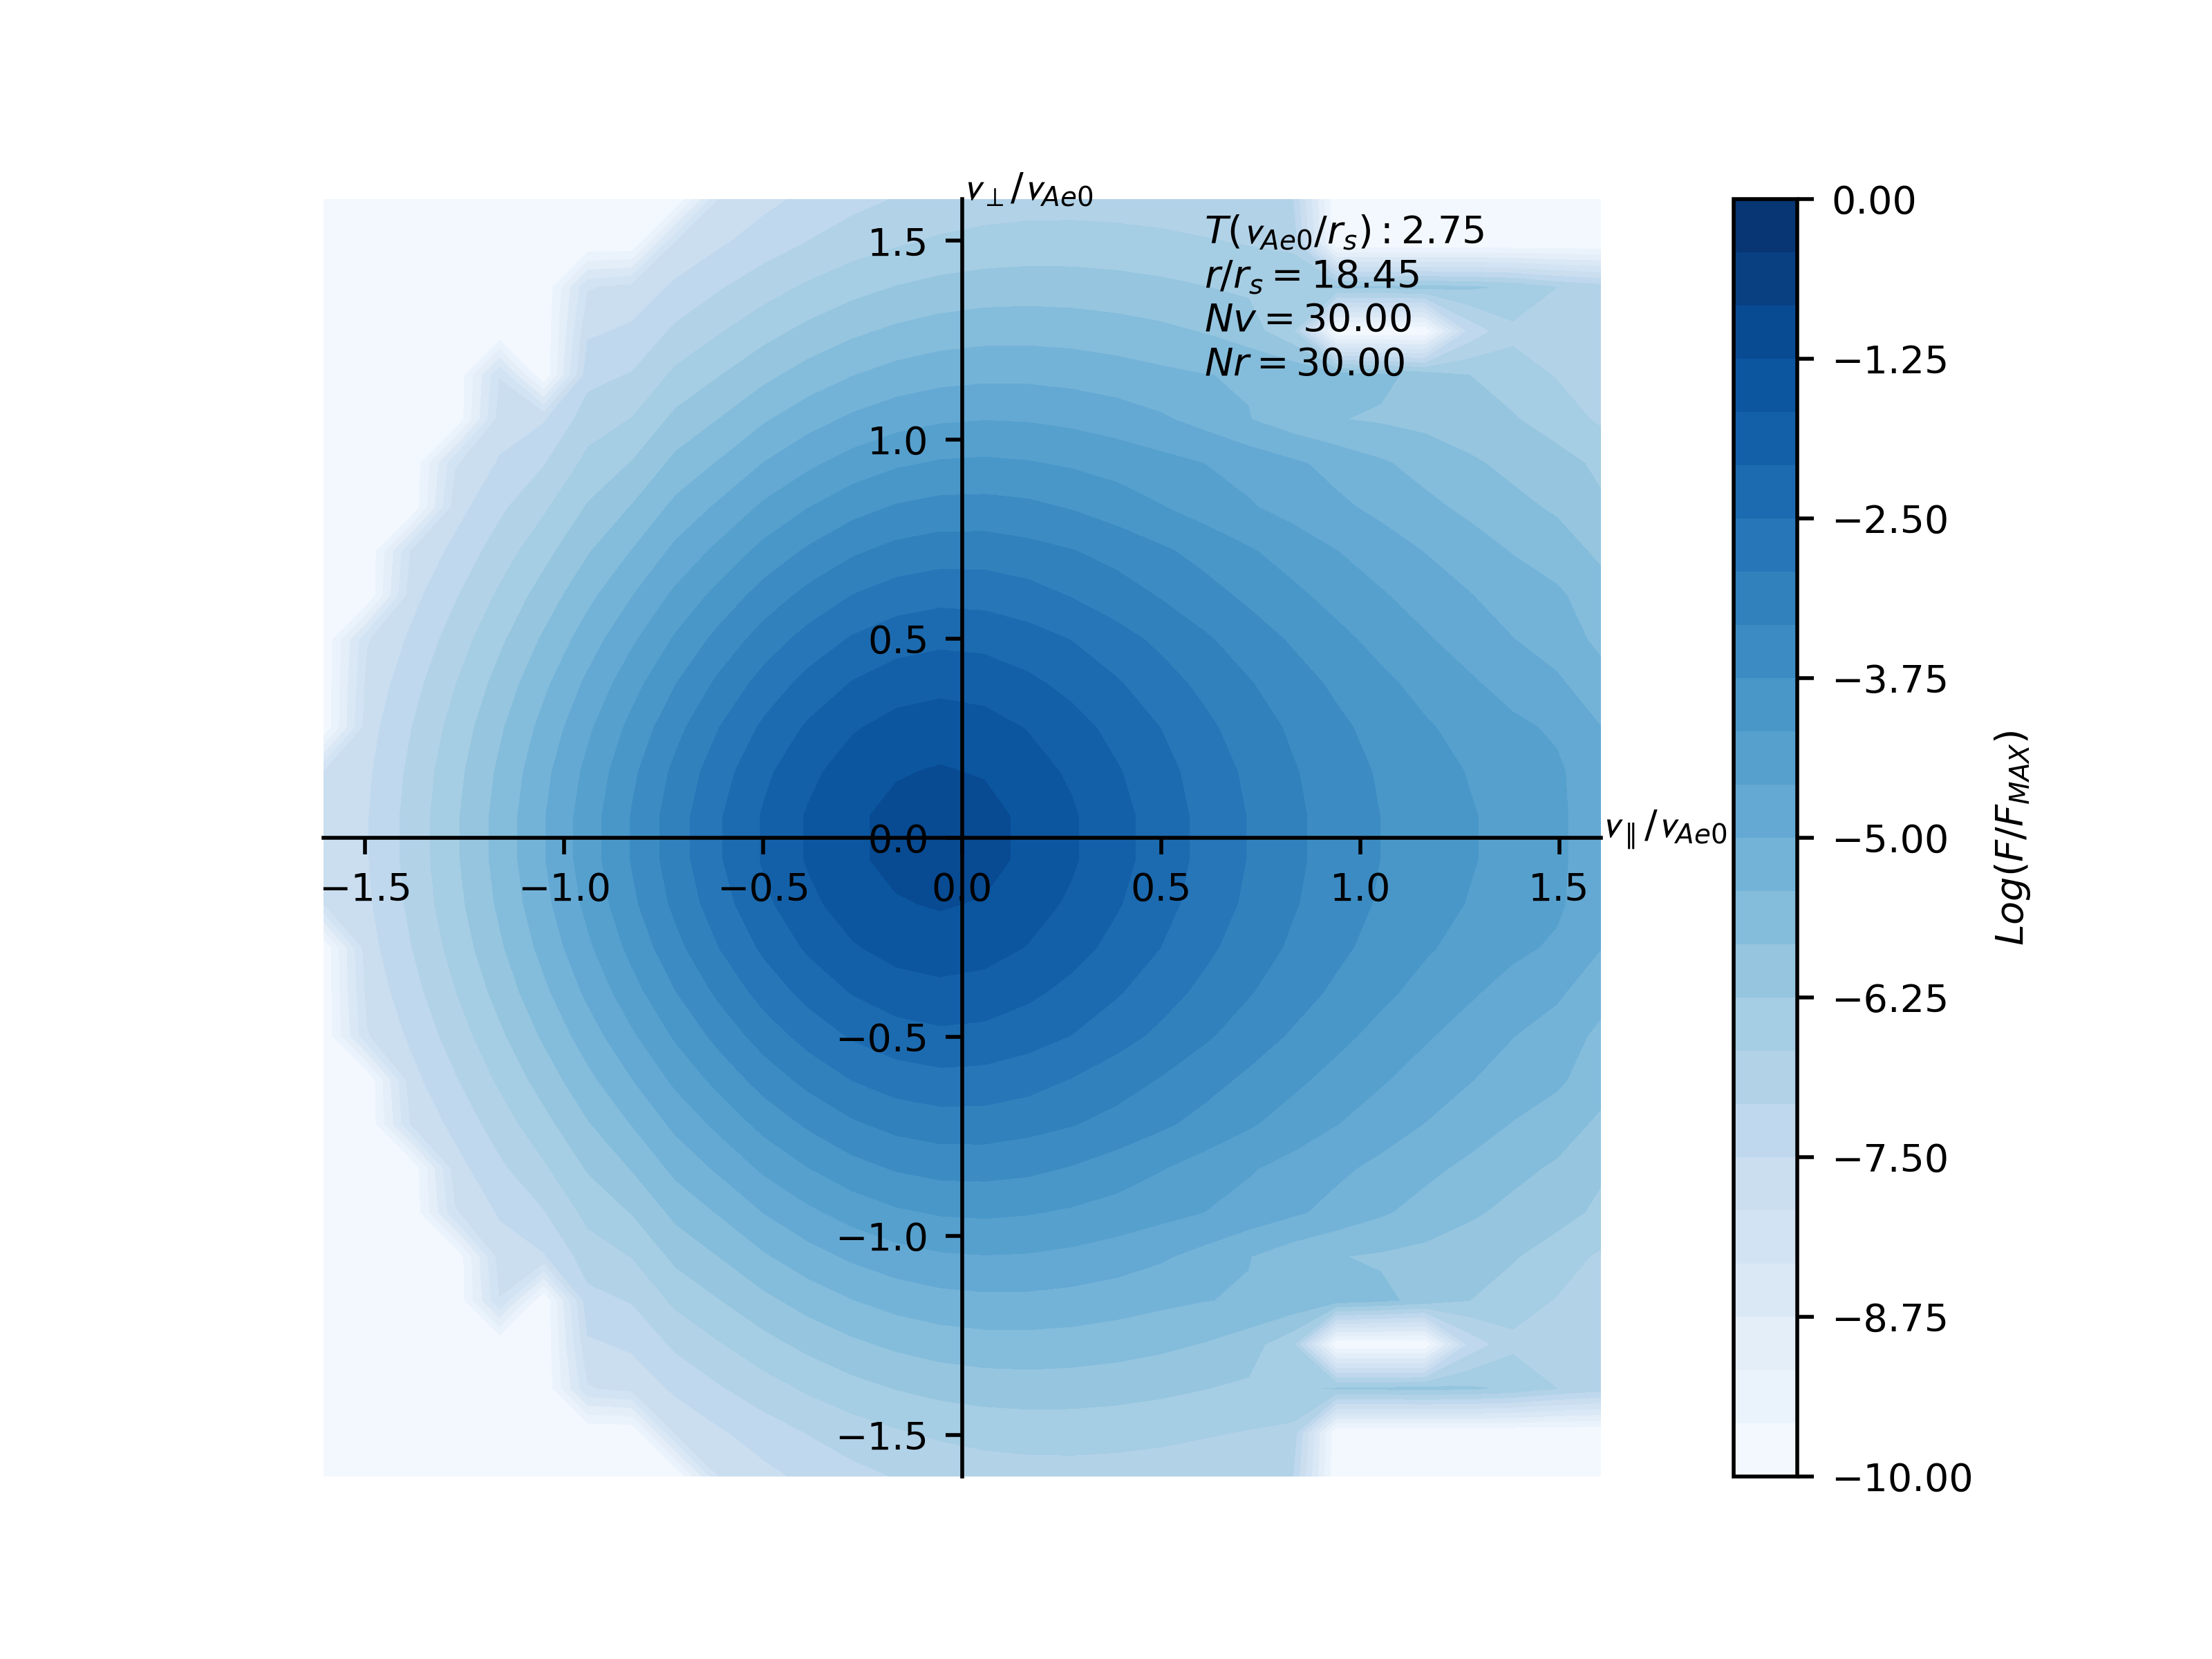 v⊥/vAe0
T(vAe0/rs) : 2.75
r/rs = 18.45
Nv = 30.00
Nr = 30.00
1.5
1.0
0.5
0.0
−0.5
−1.0
−1.5
−1.5 −1.0 −0.5 0.0 0.5 1.0 1.5
v∥/vAe0
0.00
−1.25
−2.50
−3.75
−5.00
−6.25
−7.50
−8.75
−10.00
Log(F/FMAX)